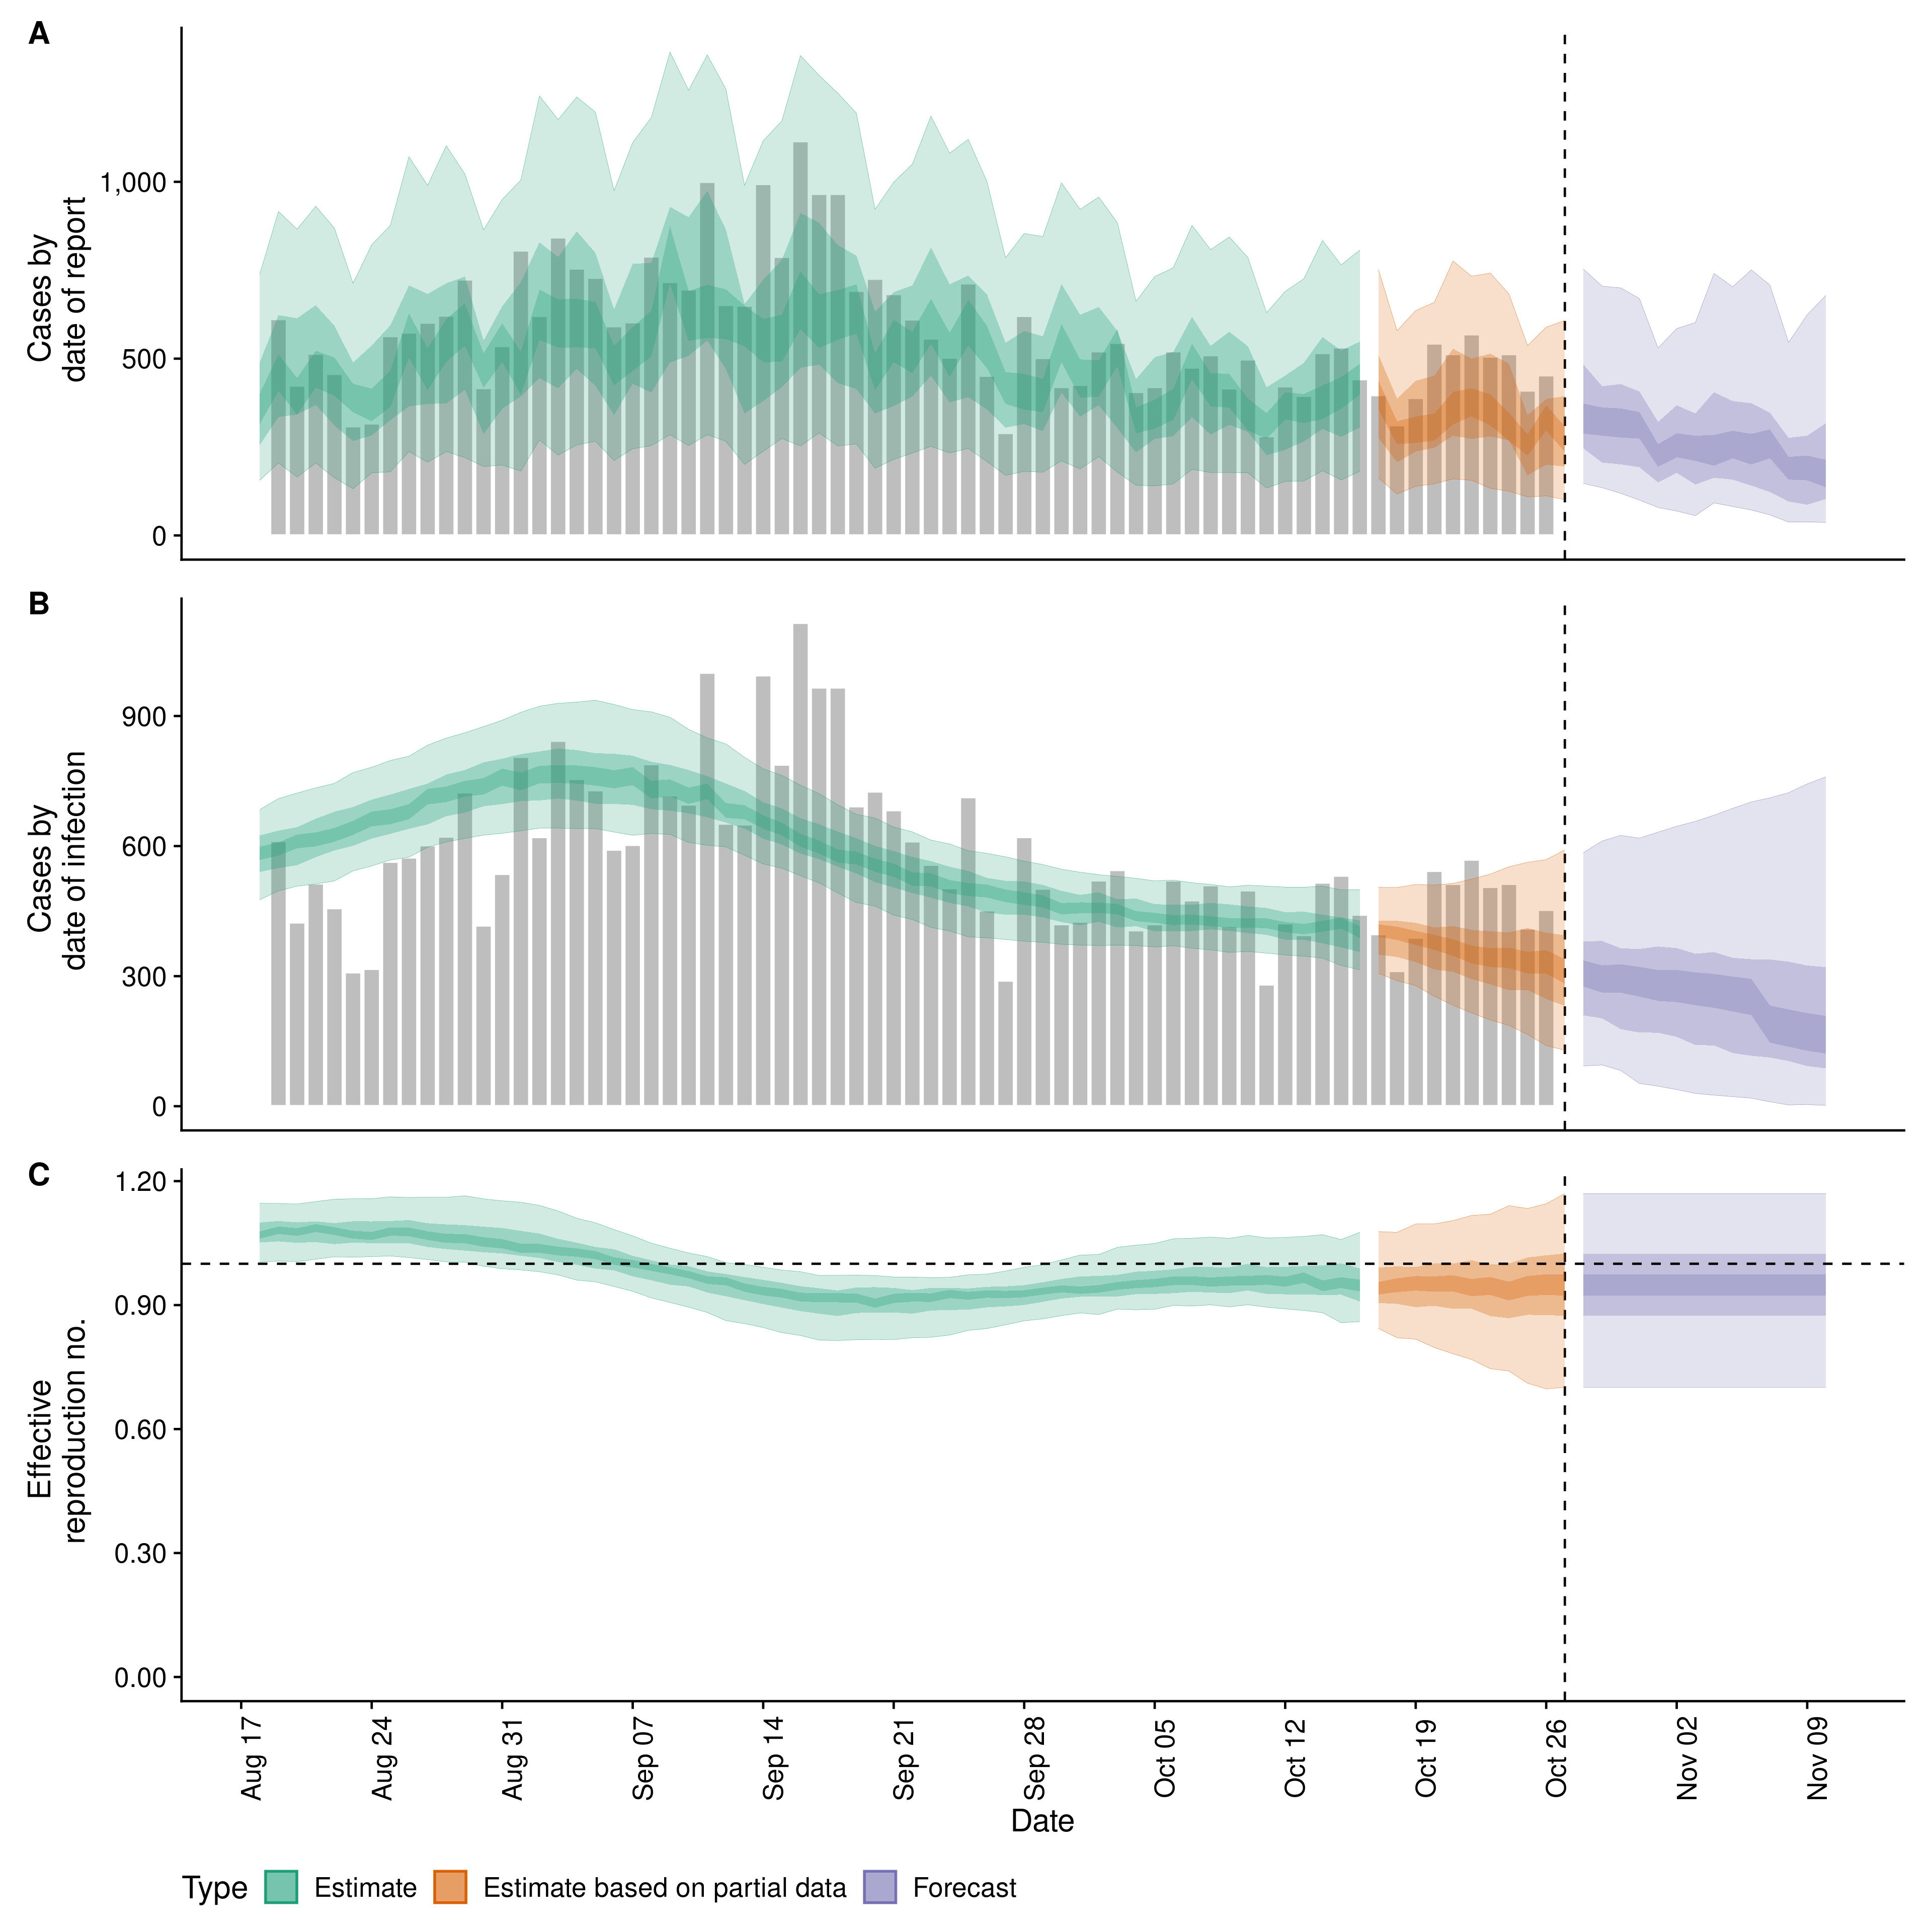 A
Cases by
date of report
1,000
500
0
B
Cases by
date of infection
900
600
300
0
C
Effective
reproduction no.
1.20
0.90
0.60
0.30
0.00
Aug 17
Aug 24
Aug 31
Sep 07
Sep 14
Sep 21
Sep 28
Oct 05
Oct 12
Oct 19
Oct 26
Nov 02
Nov 09
Date
Type Estimate Estimate based on partial data Forecast